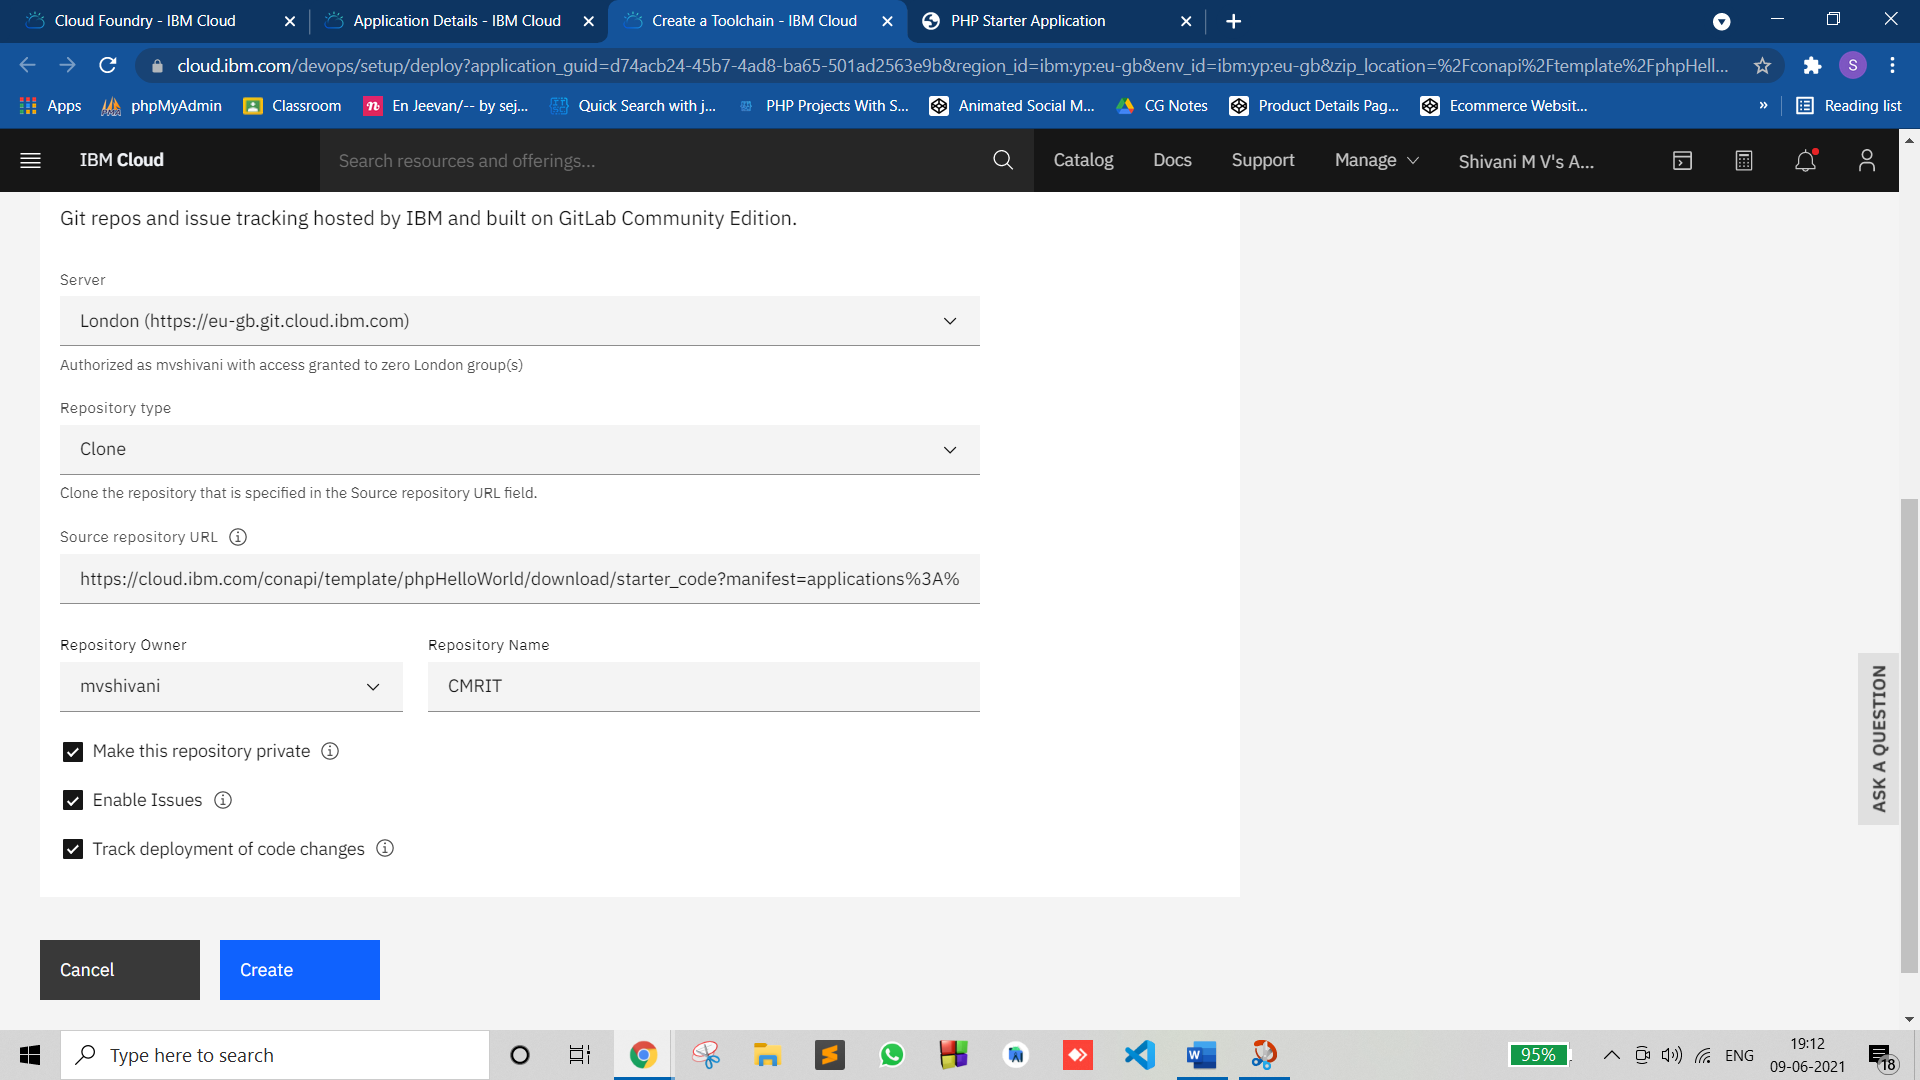 Cloud Foundry - IBM Cloud
Application Details - IBM Cloud
Create a Toolchain - IBM Cloud
PHP Starter Application
cloud.ibm.com/devops/setup/deploy?application_guid=d74acb24-45b7-4ad8-ba65-501ad2563e9b&region_id=ibm:yp:eu-gb&env_id=ibm:yp:eu-gb&zip_location=%2Fconapi%2Ftemplate%2FphpHell...
S
Apps
phpMyAdmin
Classroom
n
En Jeevan/-- by sej...
Quick Search with j...
PHP Projects With S...
Animated Social M...
CG Notes
Product Details Pag...
Ecommerce Websit...
»
Reading list
IBM Cloud
Search resources and offerings...
Catalog
Docs
Support
Manage
Shivani M V's A...
Git repos and issue tracking hosted by IBM and built on GitLab Community Edition.
Server
London (https://eu-gb.git.cloud.ibm.com)
Authorized as mvshivani with access granted to zero London group(s)
Repository type
Clone
Clone the repository that is specified in the Source repository URL field.
Source repository URL
https://cloud.ibm.com/conapi/template/phpHelloWorld/download/starter_code?manifest=applications%3A%
Repository Owner
Repository Name
mvshivani
CMRIT
Make this repository private
Enable Issues
Track deployment of code changes
ASK A QUESTION
Cancel
Create
Type here to search
95%
ENG
19:12
09-06-2021
18